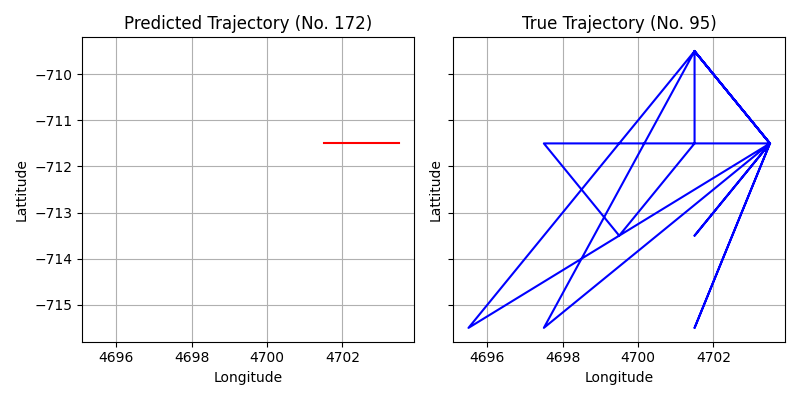 Predicted Trajectory (No. 172)
True Trajectory (No. 95)
−710
−711
−712
−713
−714
−715
Lattitude
Lattitude
4696 4698 4700 4702
4696 4698 4700 4702
Longitude
Longitude